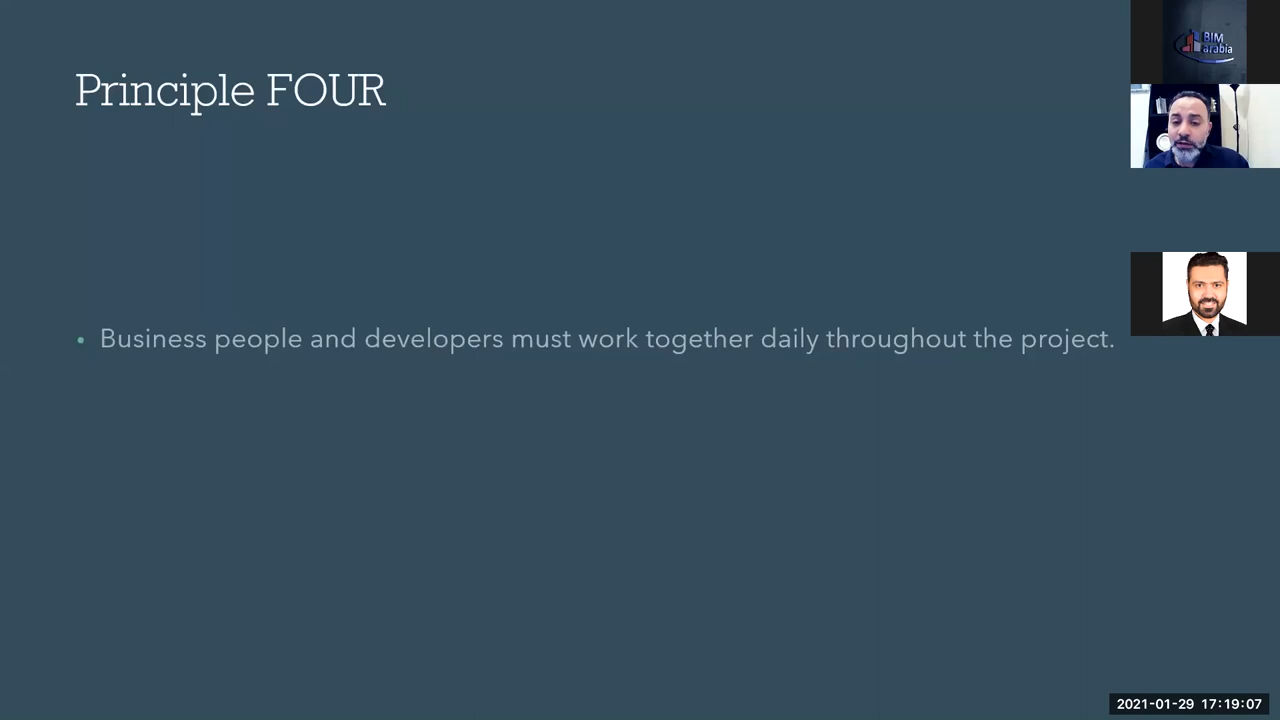 Principle FOUR
BIM
arabia
• Business people and developers must work together daily throughout the project.
2021-01-29 17:19:07